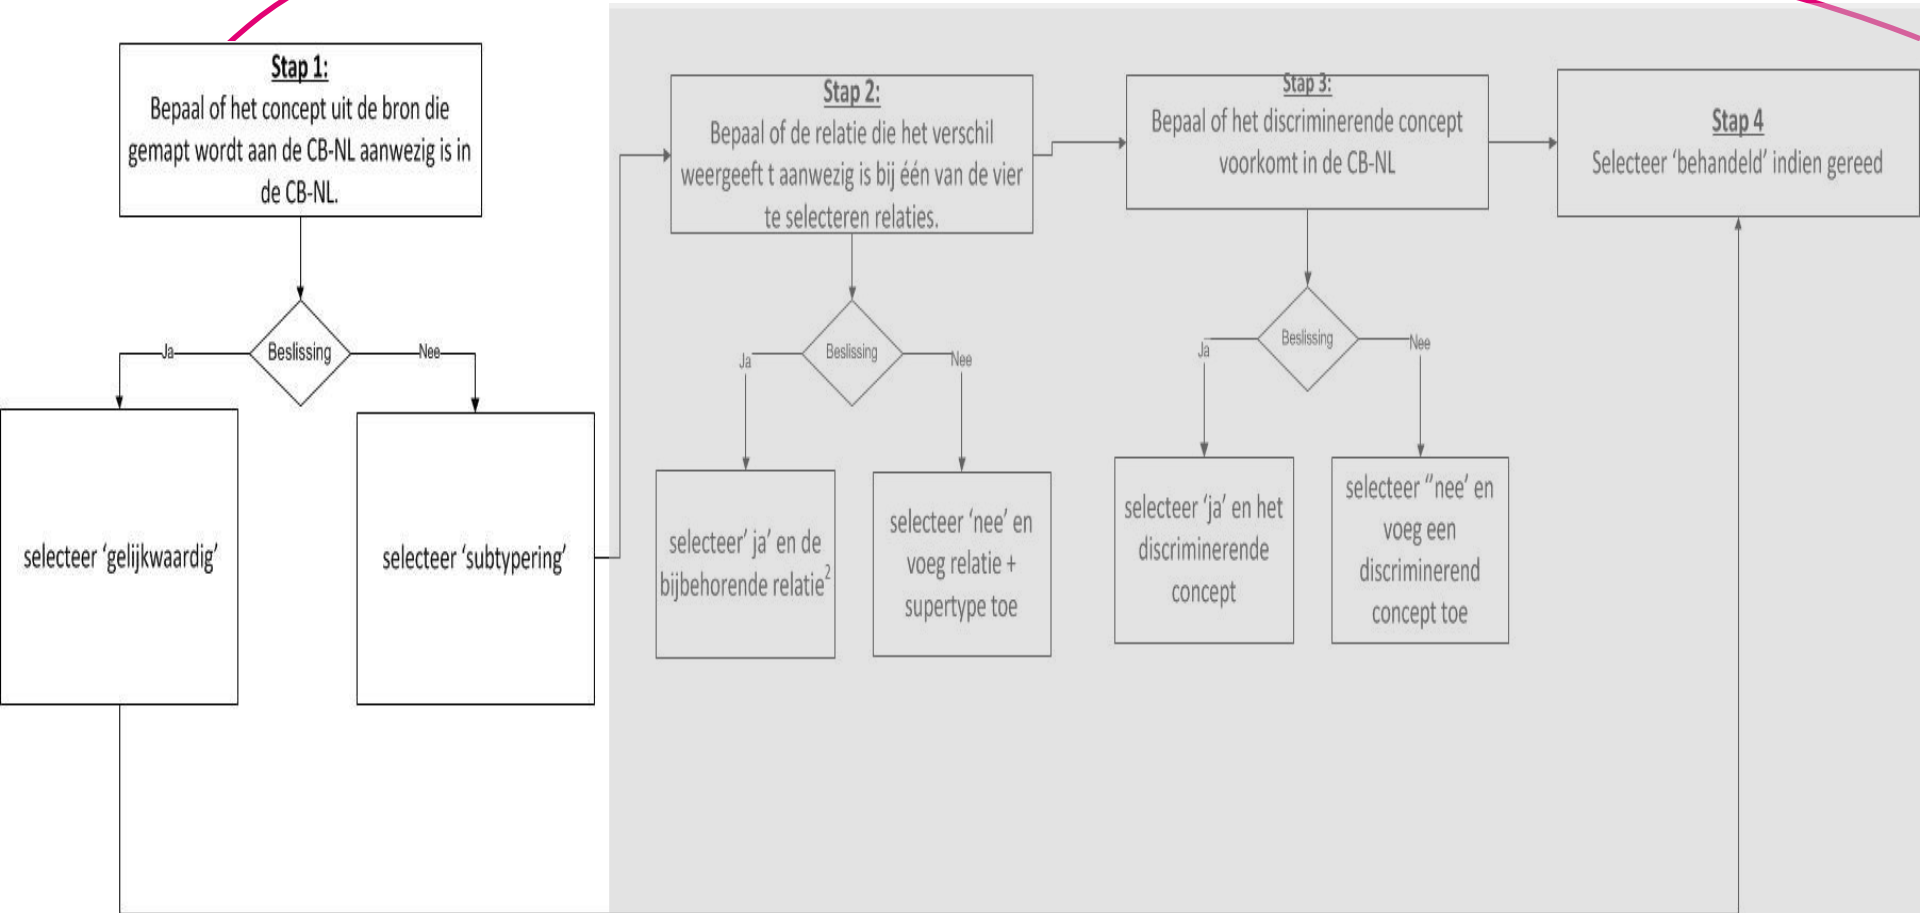 Stap 1:
Bepaal of het concept uit de bron die
gemapt wordt aan de CB-NL aanwezig is in
de CB-NL.
Beslissing
Ja
Nee
selecteer ‘gelijkwaardig’
selecteer ‘subtypering’
Stap 2:
Bepaal of de relatie die het verschil
weergeeft t aanwezig is bij één van de vier
te selecteren relaties.
Beslissing
Ja
Nee
selecteer’ ja’ en de
bijbehorende relatie2
selecteer ‘nee’ en
voeg relatie +
supertype toe
Stap 3:
Bepaal of het discriminerende concept
voorkomt in de CB-NL
Beslissing
Ja
Nee
selecteer ‘ja’ en het
discriminerende
concept
selecteer ‘’nee’ en
voeg een
discriminerend
concept toe
Stap 4
Selecteer ‘behandeld’ indien gereed